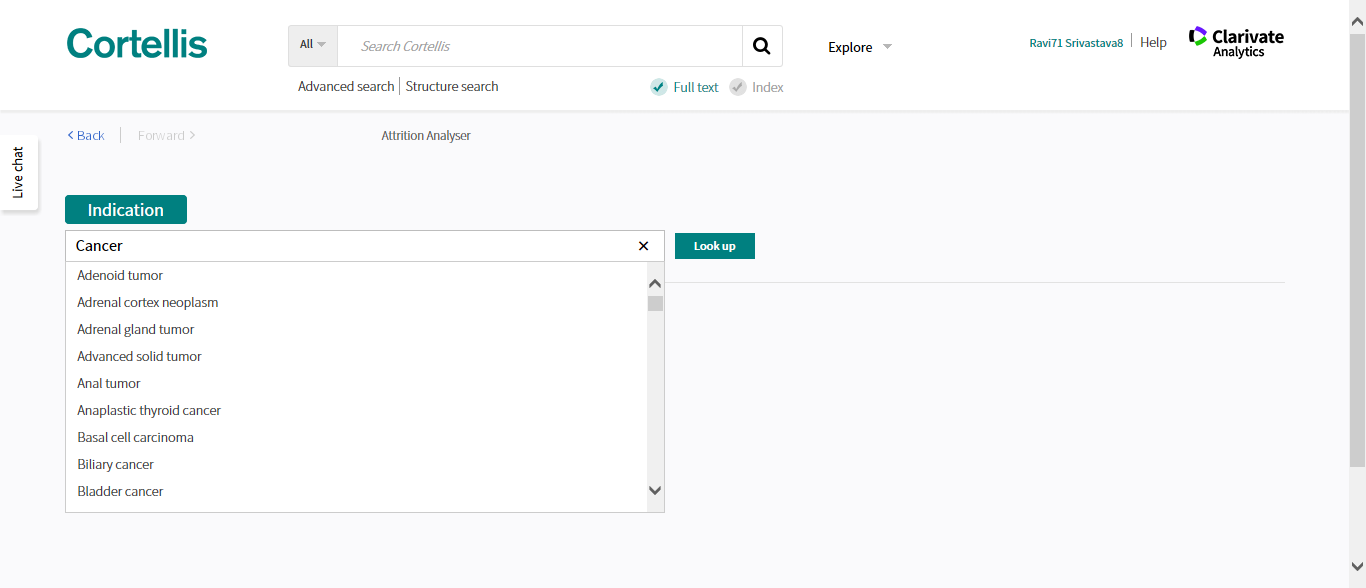 Cortellis
All
Search Cortellis
Explore
Ravi71 Srivastava8 | Help
Clarivate
Analytics
Advanced search | Structure search
Full text
Index
Back
Forward
Attrition Analyser
Live chat
Indication
Cancer
Look up
Adenoid tumor
Adrenal cortex neoplasm
Adrenal gland tumor
Advanced solid tumor
Anal tumor
Anaplastic thyroid cancer
Basal cell carcinoma
Biliary cancer
Bladder cancer